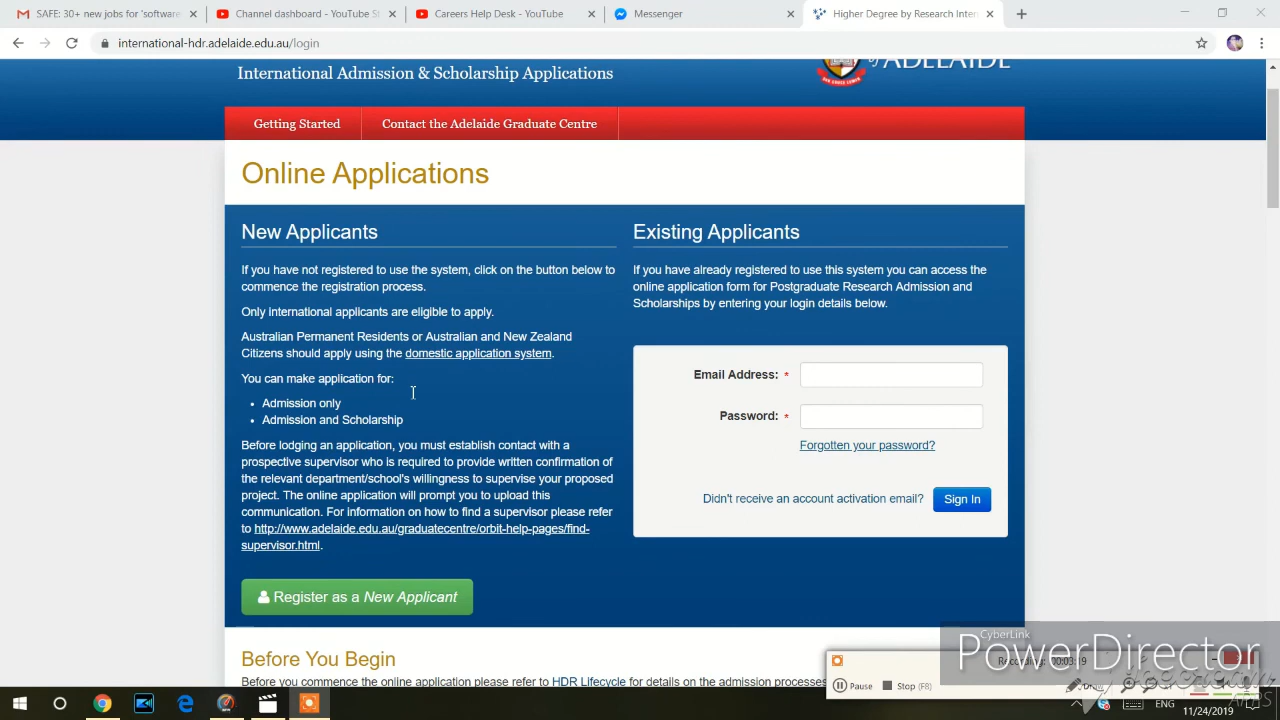 SAFE: 30+ new jobs for 'software
Channel dashboard - YouTube St
Careers Help Desk - YouTube
Messenger
Higher Degree by Research Inter
international-hdr.adelaide.edu.au/login
International Admission & Scholarship Applications
of ADELAIDE
Getting Started
Contact the Adelaide Graduate Centre
Online Applications
New Applicants
If you have not registered to use the system, click on the button below to
commence the registration process.
Only international applicants are eligible to apply.
Australian Permanent Residents or Australian and New Zealand
Citizens should apply using the domestic application system.
You can make application for:
Admission only
Admission and Scholarship
Before lodging an application, you must establish contact with a
prospective supervisor who is required to provide written confirmation of
the relevant department/school's willingness to supervise your proposed
project. The online application will prompt you to upload this
communication. For information on how to find a supervisor please refer
to http://www.adelaide.edu.au/graduatecentre/orbit-help-pages/find-
supervisor.html.
Register as a New Applicant
Existing Applicants
If you have already registered to use this system you can access the
online application form for Postgraduate Research Admission and
Scholarships by entering your login details below.
Email Address: *
Password: *
Forgotten your password?
Didn't receive an account activation email?
Sign In
Before You Begin
Before you commence the online application please refer to HDR Lifecycle for details on the admission processes
CyberLink
PowerDirector
Pause
Stop (F8)
ENG
11/24/2019